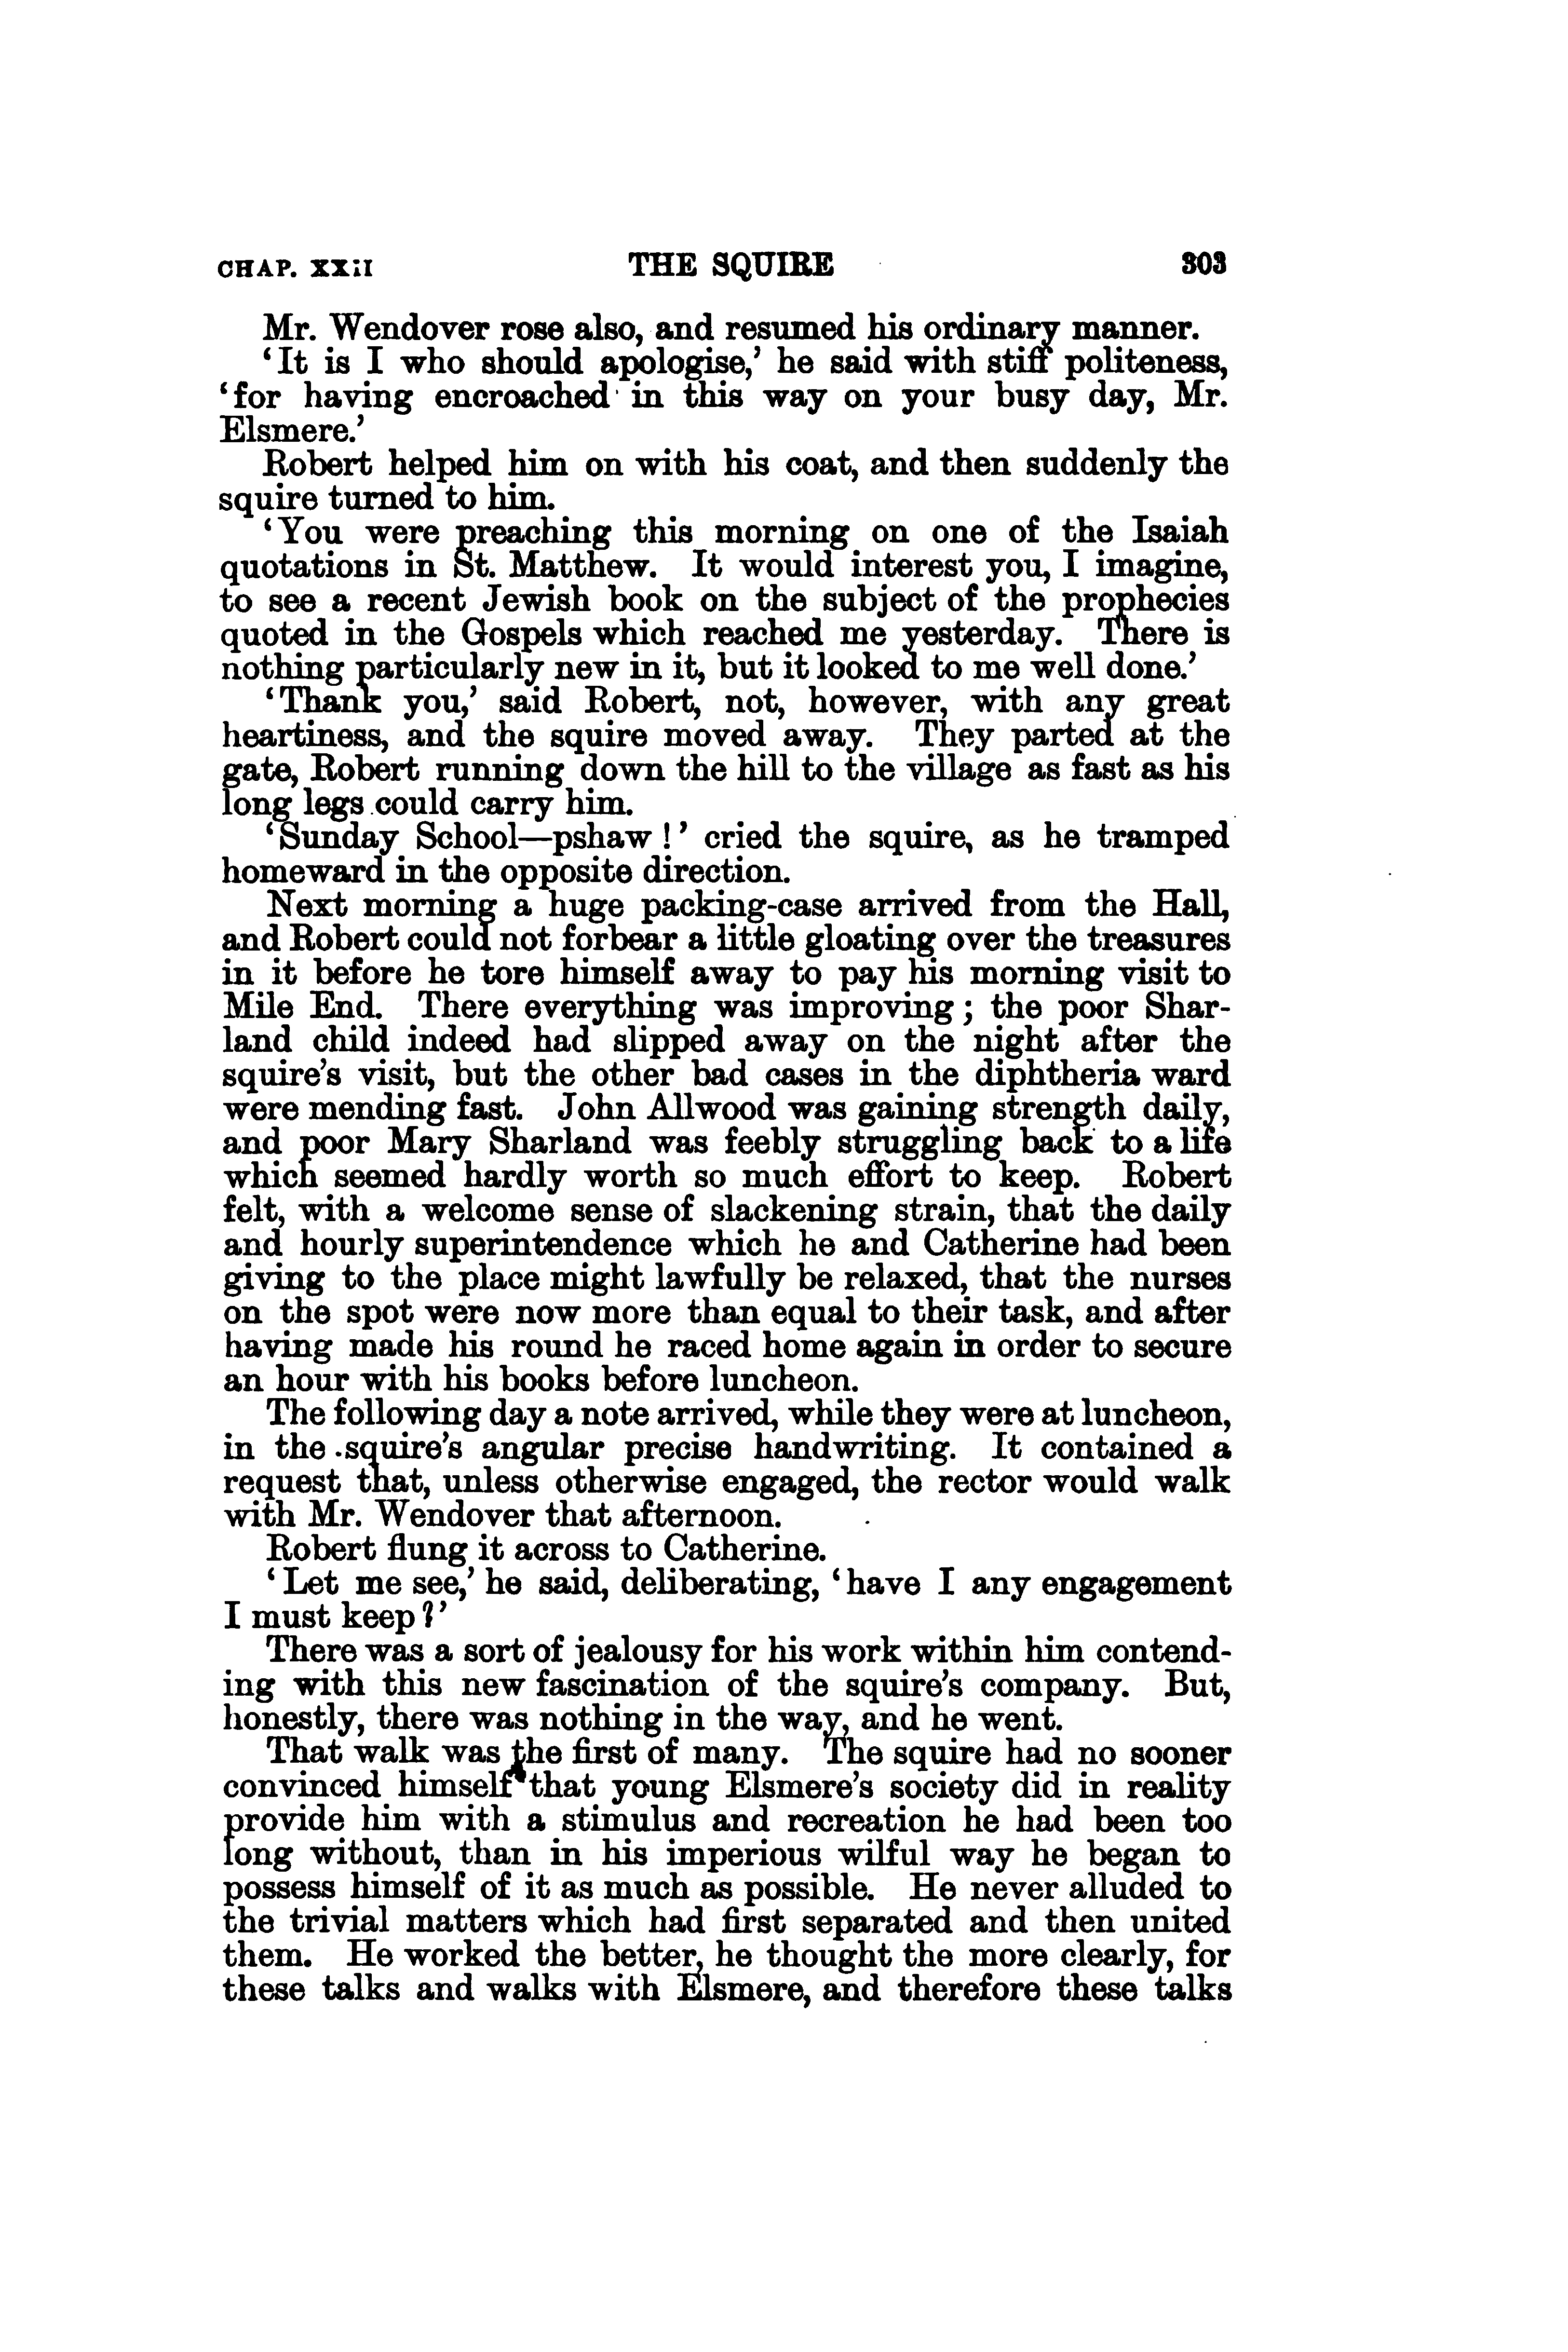 CHAP. XXII THE SQUIRE 303
Mr. Wendover rose also, and resumed his ordinary manner.
‘It is I who should apologise,’ he said with stiff politeness,
‘for having encroached in this way on your busy day, Mr.
Elsmere.’
Robert helped him on with his coat, and then suddenly the
squire turned to him.
‘You were preaching this morning on one of the Isaiah
quotations in St. Matthew. It would interest you, I imagine,
to see a recent Jewish book on the subject of the prophecies
quoted in the Gospels which reached me yesterday. There is
nothing particularly new in it, but it looked to me well done.’
‘Thank you,’ said Robert, not, however, with any great
heartiness, and the squire moved away. They parted at the
gate, Robert running down the hill to the village as fast as his
long legs could carry him.
‘Sunday School—pshaw !’ cried the squire, as he tramped
homeward in the opposite direction.
Next morning a huge packing-case arrived from the Hall,
and Robert could not forbear a little gloating over the treasures
in it before he tore himself away to pay his morning visit to
Mile End. There everything was improving ; the poor Shar-
land child indeed had slipped away on the night after the
squire’s visit, but the other bad cases in the diphtheria ward
were mending fast. John Allwood was gaining strength daily,
and poor Mary Sharland was feebly struggling back to a life
which seemed hardly worth so much effort to keep. Robert
felt, with a welcome sense of slackening strain, that the daily
and hourly superintendence which he and Catherine had been
giving to the place might lawfully be relaxed, that the nurses
on the spot were now more than equal to their task, and after
having made his round he raced home again in order to secure
an hour with his books before luncheon.
The following day a note arrived, while they were at luncheon,
in the squire’s angular precise handwriting. It contained a
request that, unless otherwise engaged, the rector would walk
with Mr. Wendover that afternoon.
Robert flung it across to Catherine.
‘Let me see,’ he said, deliberating, ‘have I any engagement
I must keep ?’
There was a sort of jealousy for his work within him contend-
ing with this new fascination of the squire’s company. But,
honestly, there was nothing in the way, and he went.
That walk was the first of many. The squire had no sooner
convinced himself that young Elsmere’s society did in reality
provide him with a stimulus and recreation he had been too
long without, than in his imperious wilful way he began to
possess himself of it as much as possible. He never alluded to
the trivial matters which had first separated and then united
them. He worked the better, he thought the more clearly, for
these talks and walks with Elsmere, and therefore these talks